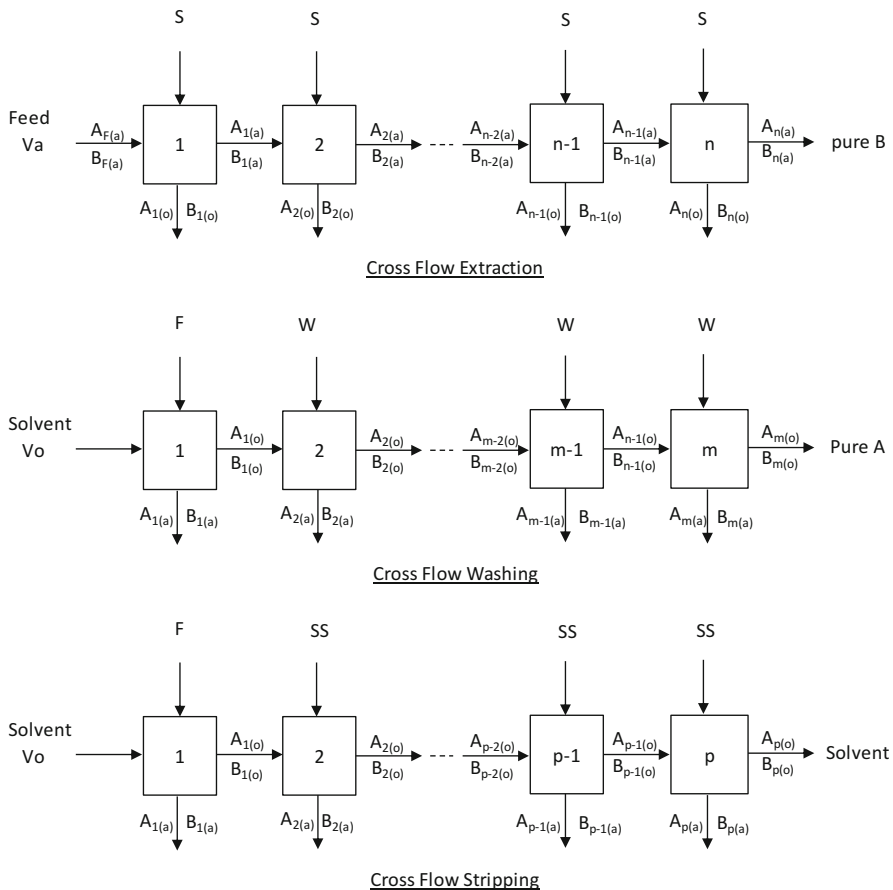 S S S S
Feed
Va
A_F(a) A_1(a) A_2(a) A_n-2(a) A_n-1(a) A_n(a)
1 2 ---- n-1 n pure B
B_F(a) B_1(a) B_2(a) B_n-2(a) B_n-1(a) B_n(a)
A_1(o) B_1(o) A_2(o) B_2(o) A_n-1(o) B_n-1(o) A_n(o) B_n(o)
Cross Flow Extraction
F W W W
Solvent
Vo
A_1(o) A_2(o) A_m-2(o) A_n-1(o) A_m(o)
1 2 ---- m-1 m Pure A
B_1(o) B_2(o) B_m-2(o) B_n-1(o) B_m(o)
A_1(a) B_1(a) A_2(a) B_2(a) A_m-1(a) B_m-1(a) A_m(a) B_m(a)
Cross Flow Washing
F SS SS SS
Solvent
Vo
A_1(o) A_2(o) A_p-2(o) A_p-1(o) A_p(o)
1 2 ---- p-1 p Solvent
B_1(o) B_2(o) B_p-2(o) B_p-1(o) B_p(o)
A_1(a) B_1(a) A_2(a) B_2(a) A_p-1(a) B_p-1(a) A_p(a) B_p(a)
Cross Flow Stripping